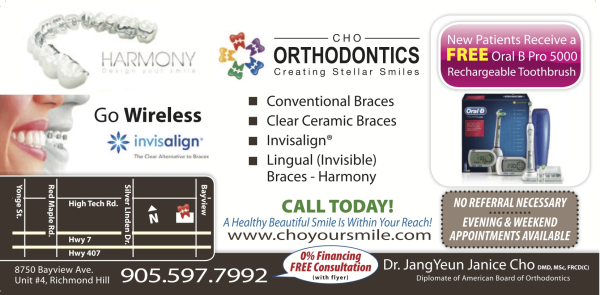 HARMONY
Design your smile
Go Wireless
invisalign®
The Clear Alternative to Braces
Yonge St.
Red Maple Rd.
High Tech Rd.
Silver Linden Dr.
Bayview
N
Hwy 7
Hwy 407
8750 Bayview Ave.
Unit #4, Richmond Hill
905.597.7992
CHO
ORTHODONTICS
Creating Stellar Smiles
Conventional Braces
Clear Ceramic Braces
Invisalign®
Lingual (Invisible)
Braces - Harmony
CALL TODAY!
A Healthy Beautiful Smile Is Within Your Reach!
www.choyoursmile.com
0% Financing
FREE Consultation
(with flyer)
New Patients Receive a
FREE Oral B Pro 5000
Rechargeable Toothbrush
Oral B
NO REFERRAL NECESSARY
EVENING & WEEKEND
APPOINTMENTS AVAILABLE
Dr. JangYeun Janice Cho DMD, MSc, FRCD(C)
Diplomate of American Board of Orthodontics